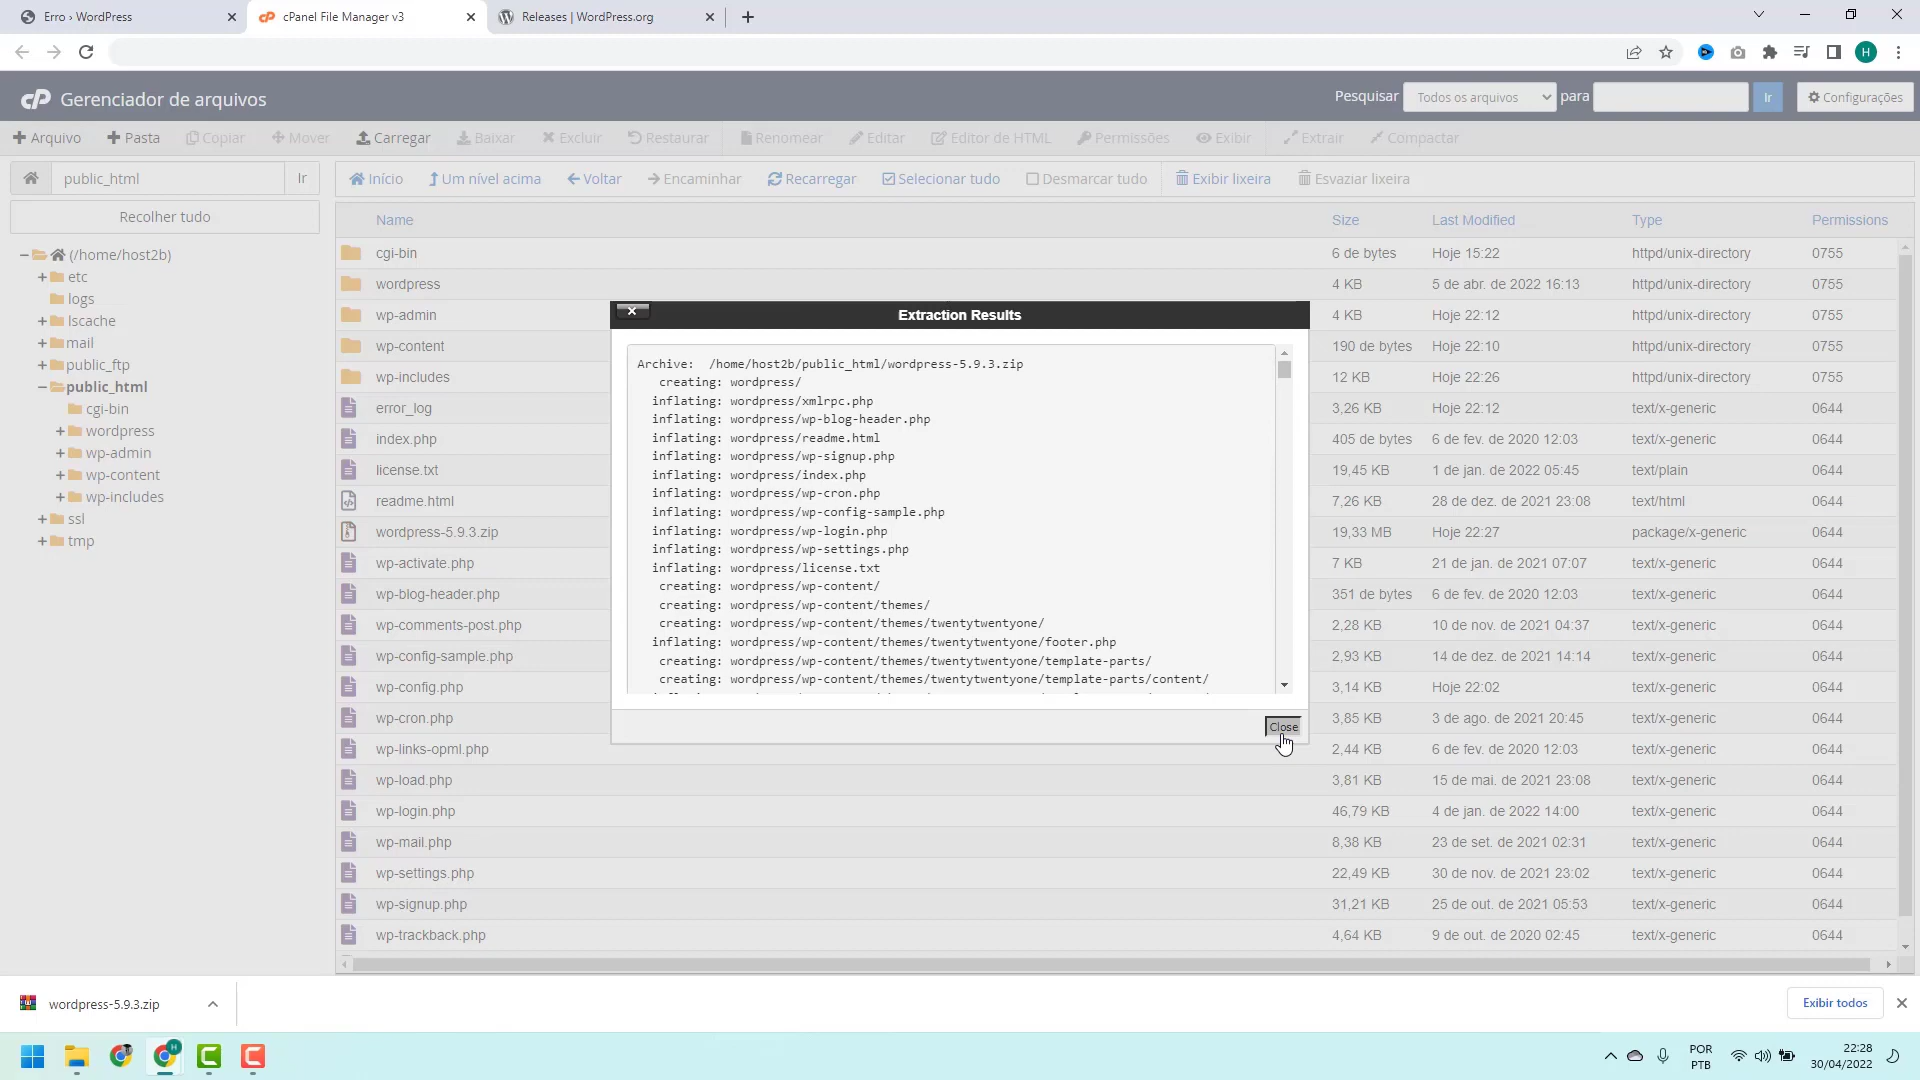 Erro › WordPress
cPanel File Manager v3
Releases | WordPress.org
H
cP Gerenciador de arquivos
Pesquisar Todos os arquivos para Ir Configurações
Arquivo Pasta Copiar Mover Carregar Baixar Excluir Restaurar Renomear Editar Editor de HTML Permissões Exibir Extrair Compactar
public_html Ir
Início Um nível acima Voltar Encaminhar Recarregar Selecionar tudo Desmarcar tudo Exibir lixeira Esvaziar lixeira
Recolher tudo
(/home/host2b)
etc
logs
lscache
mail
public_ftp
public_html
cgi-bin
wordpress
wp-admin
wp-content
wp-includes
ssl
tmp
Name Size Last Modified Type Permissions
cgi-bin 6 de bytes Hoje 15:22 httpd/unix-directory 0755
wordpress 4 KB 5 de abr. de 2022 16:13 httpd/unix-directory 0755
wp-admin 4 KB Hoje 22:12 httpd/unix-directory 0755
wp-content 190 de bytes Hoje 22:10 httpd/unix-directory 0755
wp-includes 12 KB Hoje 22:26 httpd/unix-directory 0755
error_log 3,26 KB Hoje 22:12 text/x-generic 0644
index.php 405 de bytes 6 de fev. de 2020 12:03 text/x-generic 0644
license.txt 19,45 KB 1 de jan. de 2022 05:45 text/plain 0644
readme.html 7,26 KB 28 de dez. de 2021 23:08 text/html 0644
wordpress-5.9.3.zip 19,33 MB Hoje 22:27 package/x-generic 0644
wp-activate.php 7 KB 21 de jan. de 2021 07:07 text/x-generic 0644
wp-blog-header.php 351 de bytes 6 de fev. de 2020 12:03 text/x-generic 0644
wp-comments-post.php 2,28 KB 10 de nov. de 2021 04:37 text/x-generic 0644
wp-config-sample.php 2,93 KB 14 de dez. de 2021 14:14 text/x-generic 0644
wp-config.php 3,14 KB Hoje 22:02 text/x-generic 0644
wp-cron.php 3,85 KB 3 de ago. de 2021 20:45 text/x-generic 0644
wp-links-opml.php 2,44 KB 6 de fev. de 2020 12:03 text/x-generic 0644
wp-load.php 3,81 KB 15 de mai. de 2021 23:08 text/x-generic 0644
wp-login.php 46,79 KB 4 de jan. de 2022 14:00 text/x-generic 0644
wp-mail.php 8,38 KB 23 de set. de 2021 02:31 text/x-generic 0644
wp-settings.php 22,49 KB 30 de nov. de 2021 23:02 text/x-generic 0644
wp-signup.php 31,21 KB 25 de out. de 2021 05:53 text/x-generic 0644
wp-trackback.php 4,64 KB 9 de out. de 2020 02:45 text/x-generic 0644
Extraction Results
Archive: /home/host2b/public_html/wordpress-5.9.3.zip
creating: wordpress/
inflating: wordpress/xmlrpc.php
inflating: wordpress/wp-blog-header.php
inflating: wordpress/readme.html
inflating: wordpress/wp-signup.php
inflating: wordpress/index.php
inflating: wordpress/wp-cron.php
inflating: wordpress/wp-config-sample.php
inflating: wordpress/wp-login.php
inflating: wordpress/wp-settings.php
inflating: wordpress/license.txt
creating: wordpress/wp-content/
creating: wordpress/wp-content/themes/
creating: wordpress/wp-content/themes/twentytwentyone/
inflating: wordpress/wp-content/themes/twentytwentyone/footer.php
creating: wordpress/wp-content/themes/twentytwentyone/template-parts/
creating: wordpress/wp-content/themes/twentytwentyone/template-parts/content/
Close
wordpress-5.9.3.zip
Exibir todos
H
POR
PTB
22:28
30/04/2022